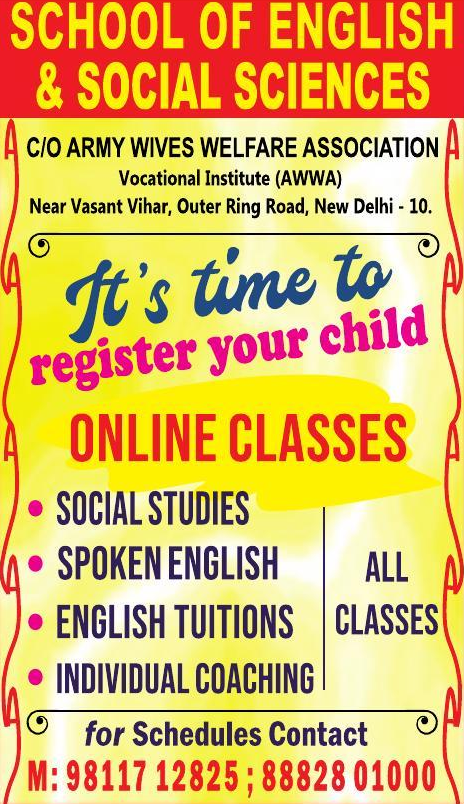 SCHOOL OF ENGLISH
& SOCIAL SCIENCES
C/O ARMY WIVES WELFARE ASSOCIATION
Vocational Institute (AWWA)
Near Vasant Vihar, Outer Ring Road, New Delhi - 10.
It's time to
register your child
ONLINE CLASSES
• SOCIAL STUDIES
• SPOKEN ENGLISH
• ENGLISH TUITIONS
• INDIVIDUAL COACHING
ALL
CLASSES
for Schedules Contact
M: 98117 12825 ; 88828 01000